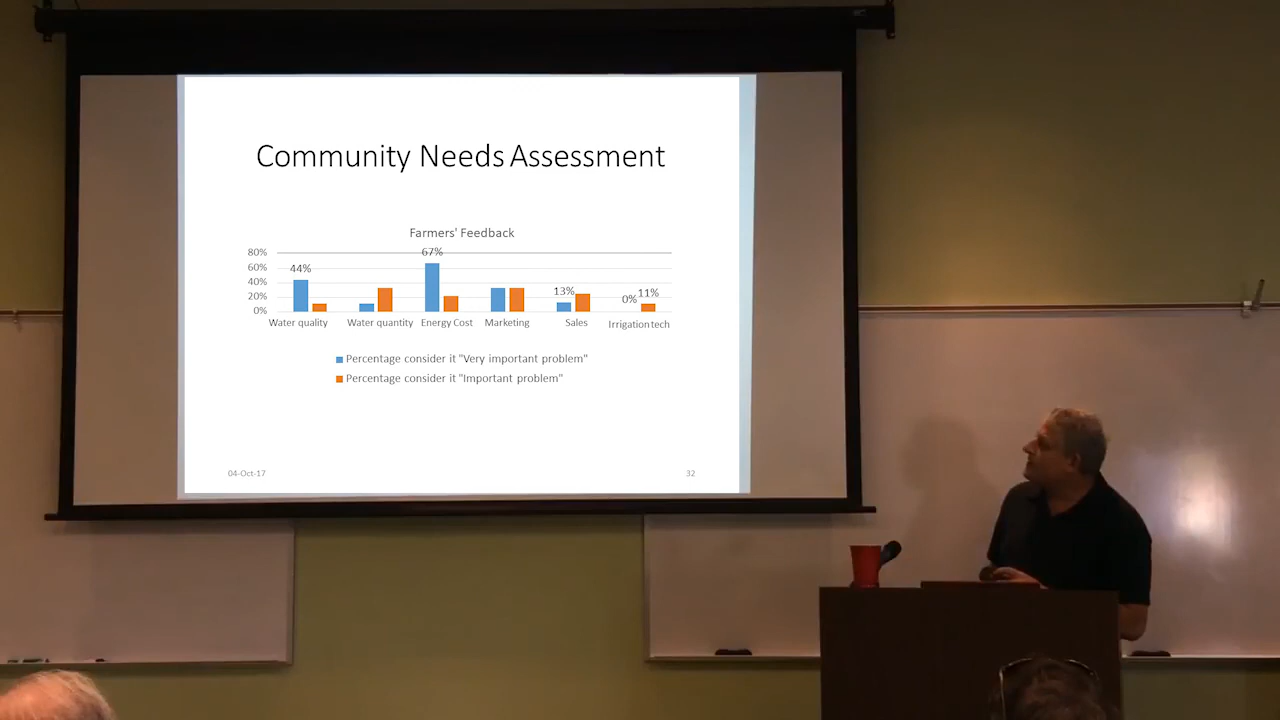 Community Needs Assessment
Farmers' Feedback
80%
60%
40%
20%
0%
44%
67%
13%
0%
11%
Water quality
Water quantity
Energy Cost
Marketing
Sales
Irrigation tech
Percentage consider it "Very important problem"
Percentage consider it "Important problem"
04-Oct-17
32